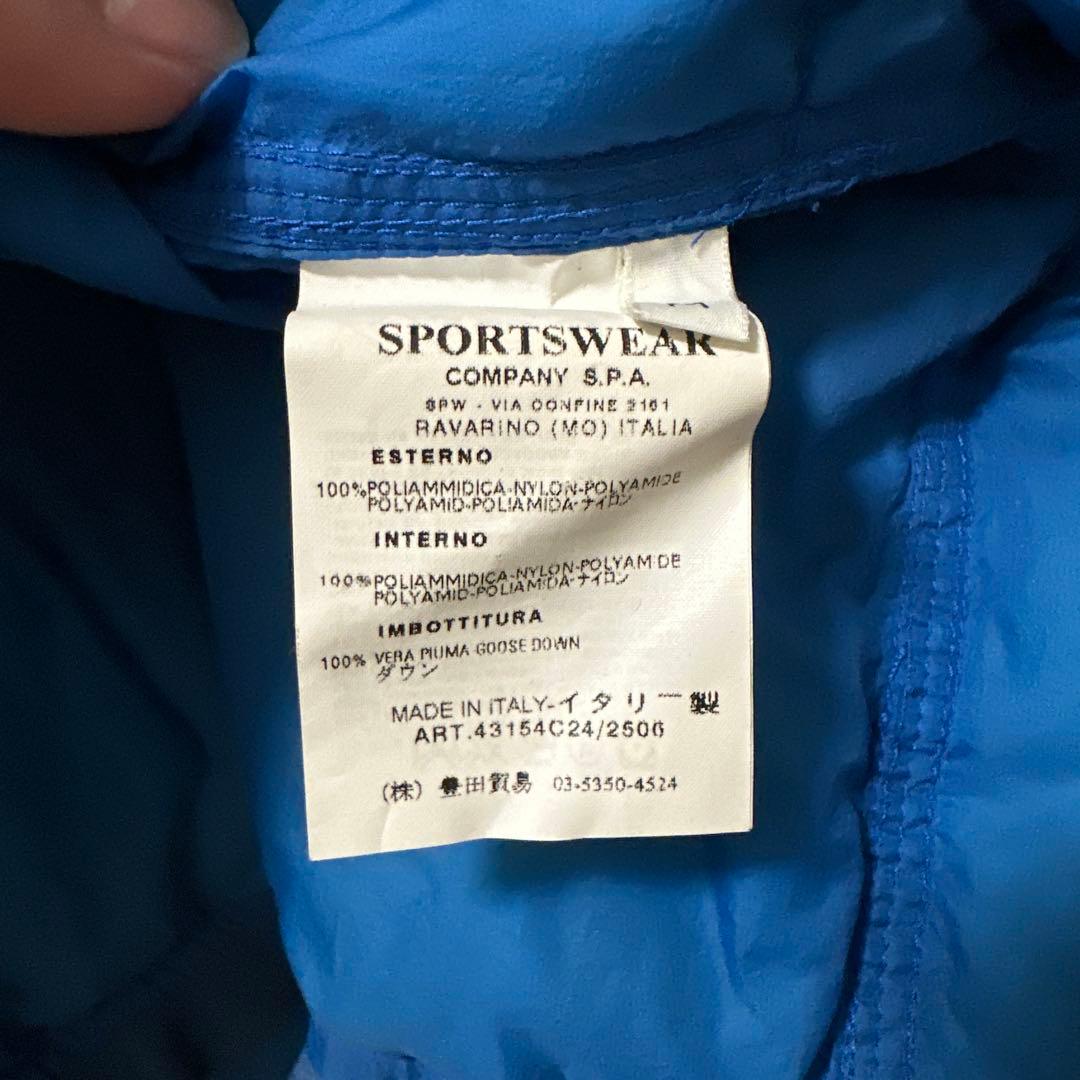 SPORTSWEAR
COMPANY S.P.A.
SPW - VIA CONFINE 2161
RAVARINO (MO) ITALIA
ESTERNO
100% POLIAMMIDICA-NYLON-POLYAMIDE
POLYAMID-POLIAMIDA-ナイロン
INTERNO
100% POLIAMMIDICA-NYLON-POLYAMIDE
POLYAMID-POLIAMIDA-ナイロン
IMBOTTITURA
100% VERA PIUMA-GOOSE DOWN
ダウン
MADE IN ITALY-イタリー製
ART.43154C24/2506
(株) 豊田貿易 03-5350-4524